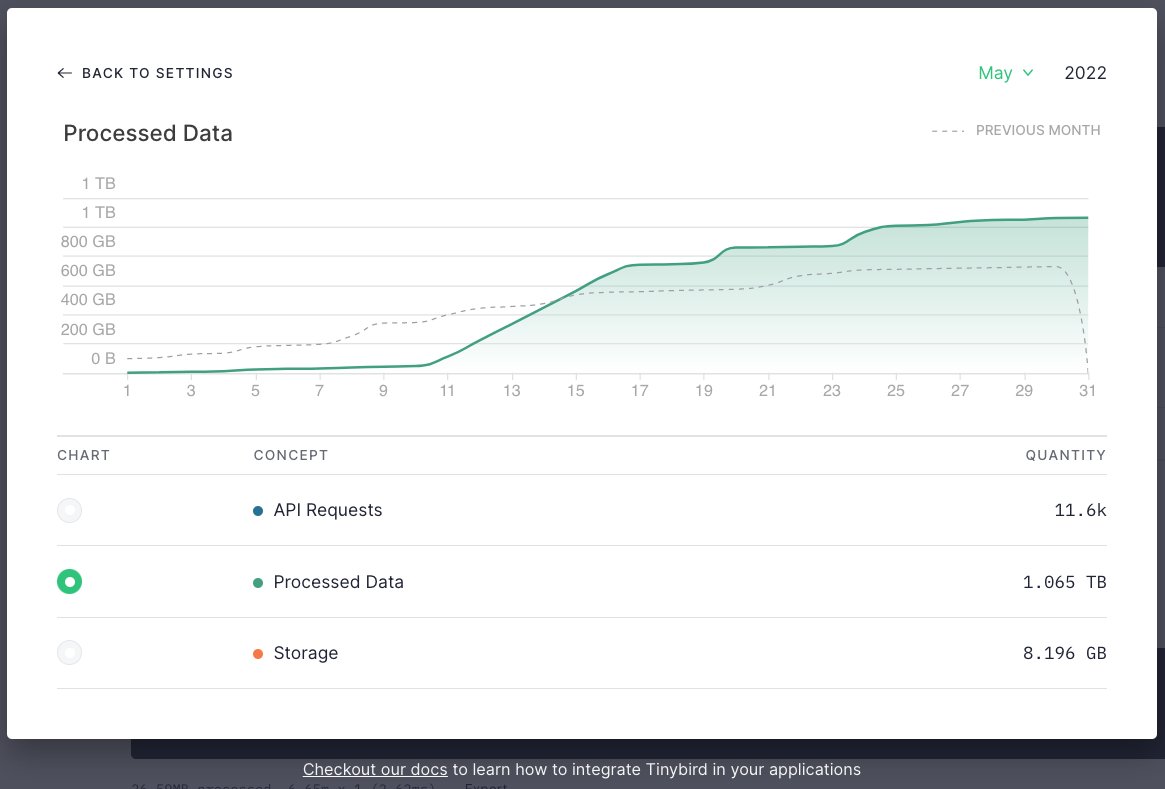 ← BACK TO SETTINGS
May 2022
Processed Data
PREVIOUS MONTH
1 TB
1 TB
800 GB
600 GB
400 GB
200 GB
0 B
1 3 5 7 9 11 13 15 17 19 21 23 25 27 29 31
CHART CONCEPT QUANTITY
API Requests 11.6k
Processed Data 1.065 TB
Storage 8.196 GB
Checkout our docs to learn how to integrate Tinybird in your applications